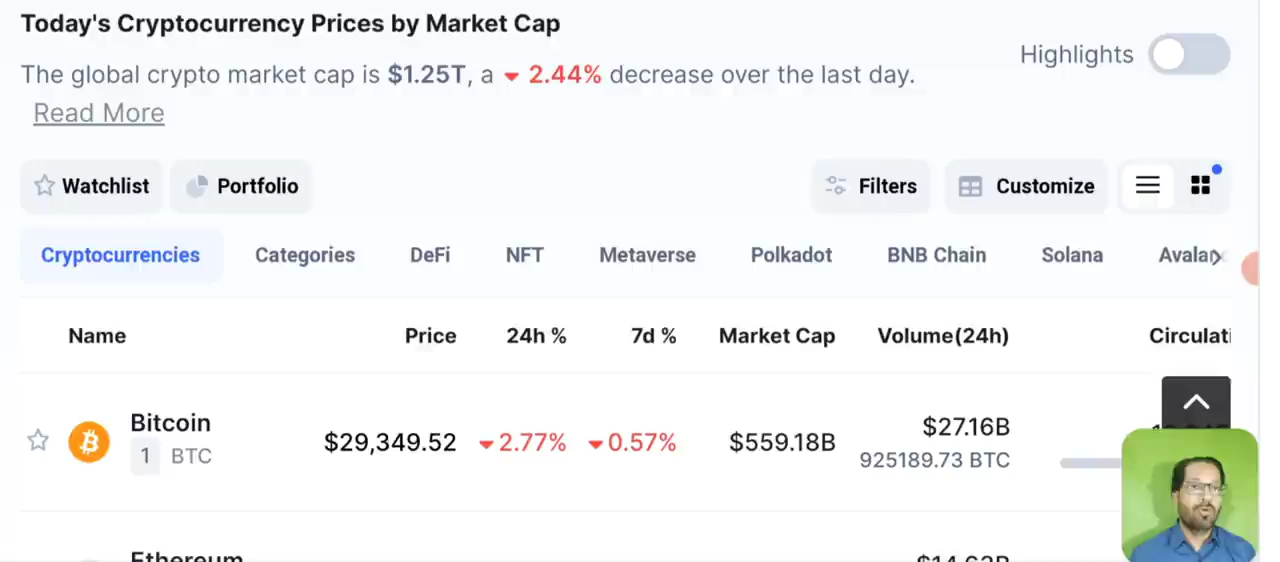 Today's Cryptocurrency Prices by Market Cap
The global crypto market cap is $1.25T, a 2.44% decrease over the last day.
Read More
Highlights
Watchlist Portfolio Filters Customize
Cryptocurrencies Categories DeFi NFT Metaverse Polkadot BNB Chain Solana
Name Price 24h % 7d % Market Cap Volume(24h) Circulati
Bitcoin
1 BTC
$29,349.52 2.77% 0.57% $559.18B
$27.16B
925189.73 BTC
Ethereum